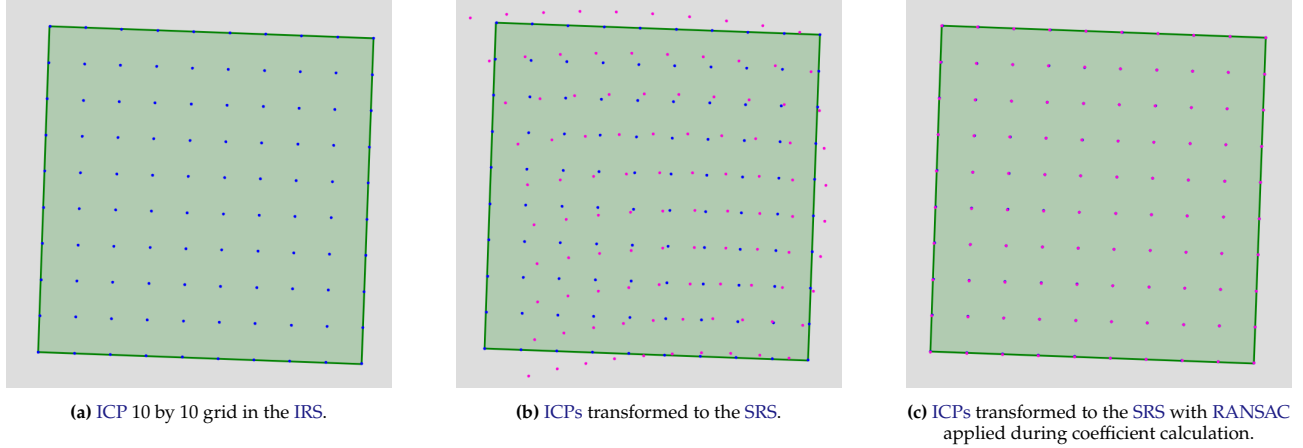 (a) ICP 10 by 10 grid in the IRS.
(b) ICPs transformed to the SRS.
(c) ICPs transformed to the SRS with RANSAC
applied during coefficient calculation.